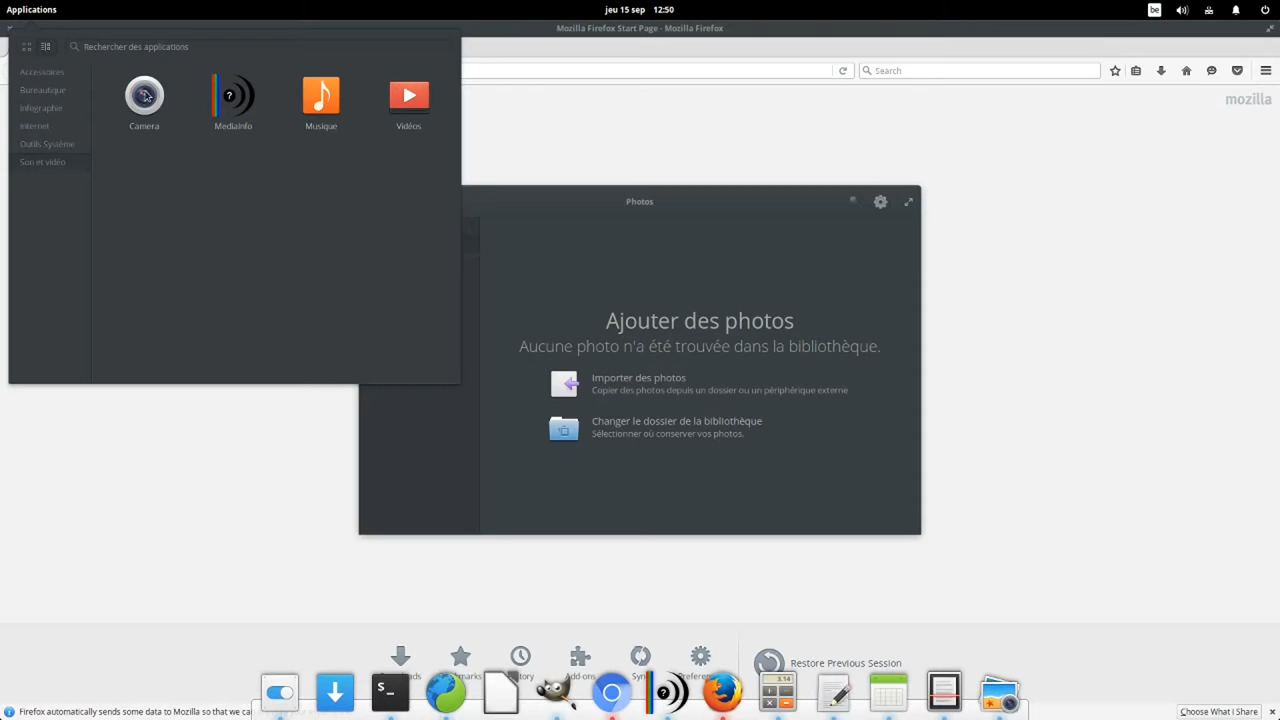 Applications
jeu 15 sep 12:50
be
Mozilla Firefox Start Page - Mozilla Firefox
Rechercher des applications
Search
mozilla
Accessoires
Bureautique
Infographie
Internet
Outils Système
Son et vidéo
Camera
MediaInfo
Musique
Vidéos
Photos
Ajouter des photos
Aucune photo n'a été trouvée dans la bibliothèque.
Importer des photos
Copier des photos depuis un dossier ou un périphérique externe
Changer le dossier de la bibliothèque
Sélectionner où conserver vos photos.
Restore Previous Session
3.14
Firefox automatically sends some data to Mozilla so that we
Choose What I Share